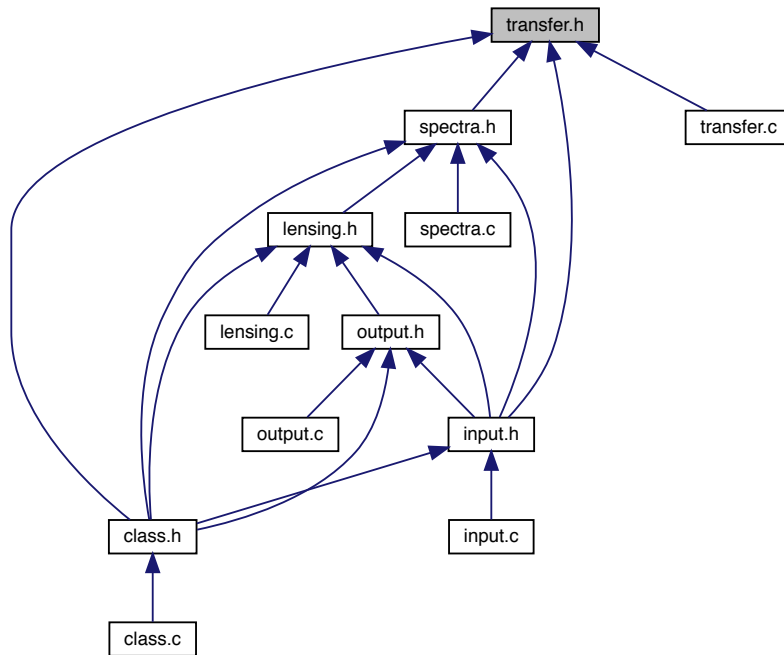 transfer.h
spectra.h
transfer.c
lensing.h
spectra.c
lensing.c
output.h
output.c
input.h
class.h
input.c
class.c